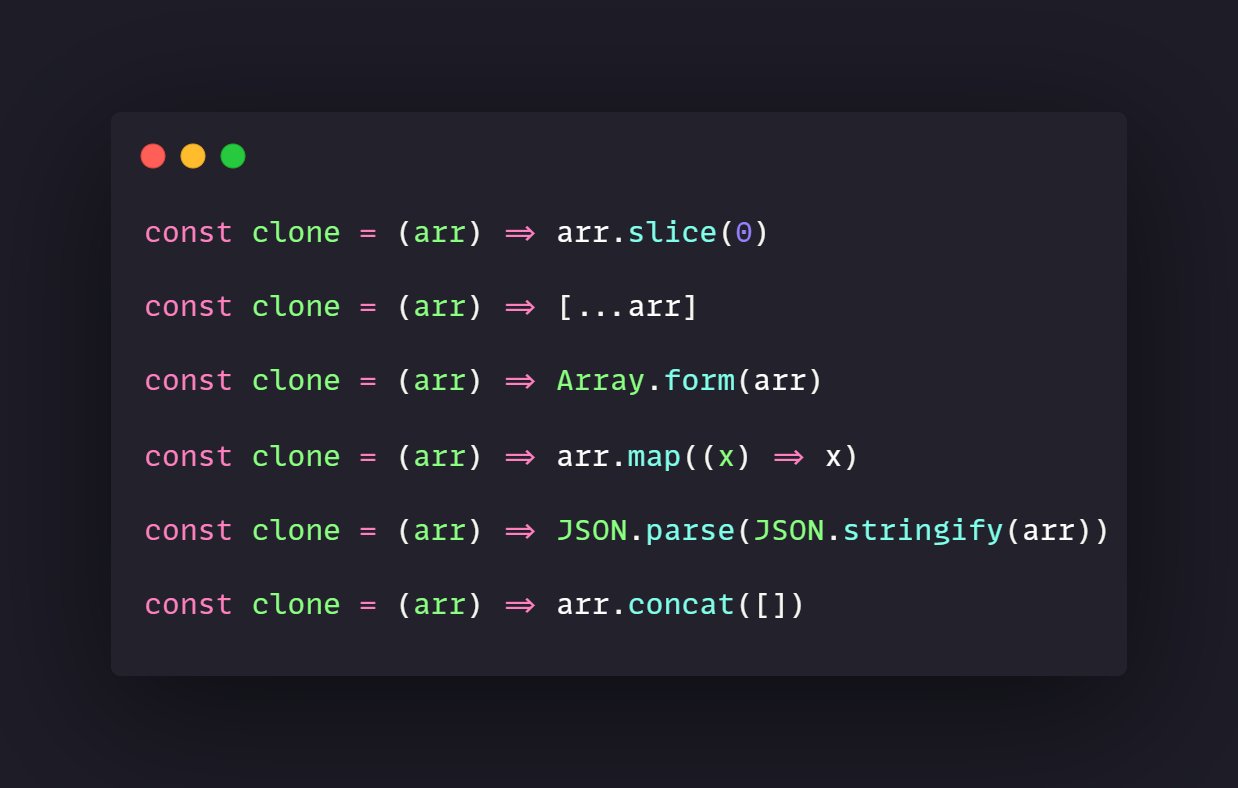 const clone = (arr) => arr.slice(0)
const clone = (arr) => [...arr]
const clone = (arr) => Array.form(arr)
const clone = (arr) => arr.map((x) => x)
const clone = (arr) => JSON.parse(JSON.stringify(arr))
const clone = (arr) => arr.concat([])